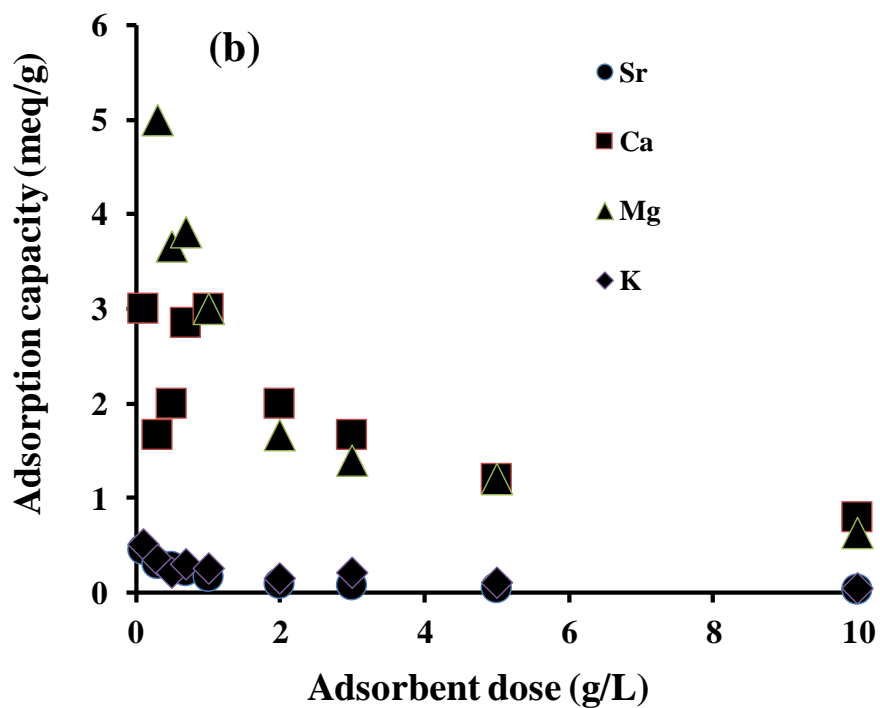 (b)
Sr
Ca
Mg
K
Adsorption capacity (meq/g)
6
5
4
3
2
1
0
0 2 4 6 8 10
Adsorbent dose (g/L)